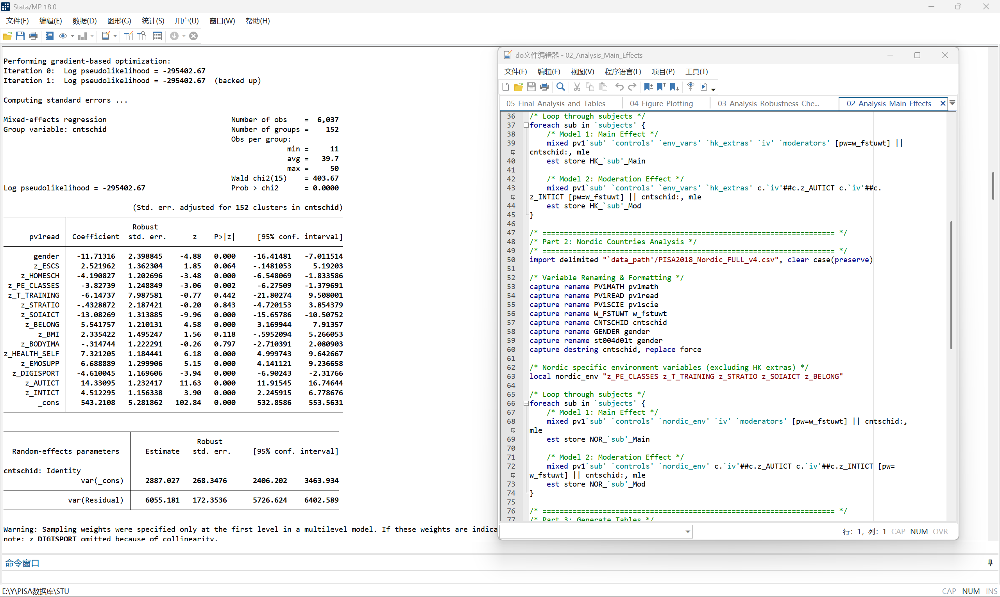 Stata/MP 18.0
文件(F) 编辑(E) 数据(D) 图形(G) 统计(S) 用户(U) 窗口(W) 帮助(H)
Performing gradient-based optimization:
Iteration 0:  Log pseudolikelihood = -295402.67
Iteration 1:  Log pseudolikelihood = -295402.67  (backed up)
Computing standard errors ...
Mixed-effects regression Number of obs = 6,037
Group variable: cntschid Number of groups = 152
Obs per group:
min = 11
avg = 39.7
max = 50
Wald chi2(15) = 403.67
Log pseudolikelihood = -295402.67 Prob > chi2 = 0.0000
(Std. err. adjusted for 152 clusters in cntschid)
Robust
pv1read Coefficient std. err. z P>|z| [95% conf. interval]
gender -11.71316 2.398845 -4.88 0.000 -16.41481 -7.011514
z_ESCS 2.521962 1.362304 1.85 0.064 -.1481053 5.19203
z_HOMESCH -4.190827 1.202696 -3.48 0.000 -6.548069 -1.833586
z_PE_CLASSES -3.82739 1.248849 -3.06 0.002 -6.27509 -1.379691
z_T_TRAINING -6.14737 7.987581 -0.77 0.442 -21.80274 9.508001
z_STRATIO -.4328872 2.187421 -0.20 0.843 -4.720153 3.854379
z_SOIAICT -13.08269 1.313885 -9.96 0.000 -15.65786 -10.50752
z_BELONG 5.541757 1.210131 4.58 0.000 3.169944 7.91357
z_BMI 2.335422 1.495247 1.56 0.118 -.5952094 5.266053
z_BODYIMA -.314744 1.222291 -0.26 0.797 -2.710391 2.080903
z_HEALTH_SELF 7.321205 1.184441 6.18 0.000 4.999743 9.642667
z_EMOSUPP 6.688889 1.299906 5.15 0.000 4.141121 9.236658
z_DIGISPORT -4.610045 1.169606 -3.94 0.000 -6.90243 -2.31766
z_AUTICT 14.33095 1.232417 11.63 0.000 11.91545 16.74644
z_INTICT 4.512295 1.156338 3.90 0.000 2.245915 6.778676
_cons 543.2108 5.281862 102.84 0.000 532.8586 553.5631
Robust
Random-effects parameters Estimate std. err. [95% conf. interval]
cntschid: Identity
var(_cons) 2887.027 268.3476 2406.202 3463.934
var(Residual) 6055.181 172.3536 5726.624 6402.589
Warning: Sampling weights were specified only at the first level in a multilevel model. If these weights are indica
note: z_DIGISPORT omitted because of collinearity.
do文件编辑器 - 02_Analysis_Main_Effects
文件(F) 编辑(E) 视图(V) 程序语言(L) 项目(P) 工具(T)
05_Final_Analysis_and_Tables 04_Figure_Plotting 03_Analysis_Robustness_Che... 02_Analysis_Main_Effects
36 /* Loop through subjects */
37 foreach sub in `subjects' {
38     /* Model 1: Main Effect */
39     mixed pv1`sub' `controls' `env_vars' `hk_extras' `iv' `moderators' [pw=w_fstuwt] ||
cntschid:, mle
40     est store HK_`sub'_Main
41
42     /* Model 2: Moderation Effect */
43     mixed pv1`sub' `controls' `env_vars' `hk_extras' c.`iv'##c.z_AUTICT c.`iv'##c.
z_INTICT [pw=w_fstuwt] || cntschid:, mle
44     est store HK_`sub'_Mod
45 }
46
47 /* ==================================================================== */
48 /* Part 2: Nordic Countries Analysis */
49 /* ==================================================================== */
50 import delimited "`data_path'/PISA2018_Nordic_FULL_v4.csv", clear case(preserve)
51
52 /* Variable Renaming & Formatting */
53 capture rename PV1MATH pv1math
54 capture rename PV1READ pv1read
55 capture rename PV1SCIE pv1scie
56 capture rename W_FSTUWT w_fstuwt
57 capture rename CNTSCHID cntschid
58 capture rename GENDER gender
59 capture rename st004d01t gender
60 capture destring cntschid, replace force
61
62 /* Nordic specific environment variables (excluding HK extras) */
63 local nordic_env "z_PE_CLASSES z_T_TRAINING z_STRATIO z_SOIAICT z_BELONG"
64
65 /* Loop through subjects */
66 foreach sub in `subjects' {
67     /* Model 1: Main Effect */
68     mixed pv1`sub' `controls' `nordic_env' `iv' `moderators' [pw=w_fstuwt] || cntschid:,
mle
69     est store NOR_`sub'_Main
70
71     /* Model 2: Moderation Effect */
72     mixed pv1`sub' `controls' `nordic_env' c.`iv'##c.z_AUTICT c.`iv'##c.z_INTICT [pw=
w_fstuwt] || cntschid:, mle
73     est store NOR_`sub'_Mod
74 }
75
76 /* ==================================================================== */
77 /* Part 3: Generate Tables */
行: 1, 列: 1 CAP NUM OVR
命令窗口
E:\Y\PISA数据库\STU CAP NUM INS